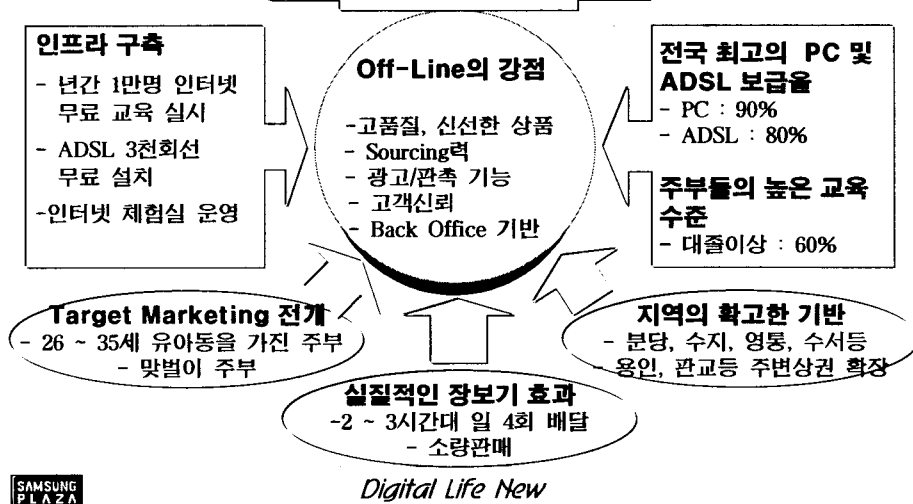 인프라 구축
- 년간 1만명 인터넷
무료 교육 실시
- ADSL 3천회선
무료 설치
-인터넷 체험실 운영
Off-Line의 강점
-고품질, 신선한 상품
- Sourcing력
- 광고/판촉 기능
- 고객신뢰
- Back Office 기반
전국 최고의 PC 및
ADSL 보급율
- PC : 90%
- ADSL : 80%
주부들의 높은 교육
수준
- 대졸이상 : 60%
Target Marketing 전개
- 26 ~ 35세 유아동을 가진 주부
- 맞벌이 주부
실질적인 장보기 효과
-2 ~ 3시간대 일 4회 배달
- 소량판매
지역의 확고한 기반
- 분당, 수지, 영통, 수서등
- 용인, 판교등 주변상권 확장
SAMSUNG
PLAZA
Digital Life New